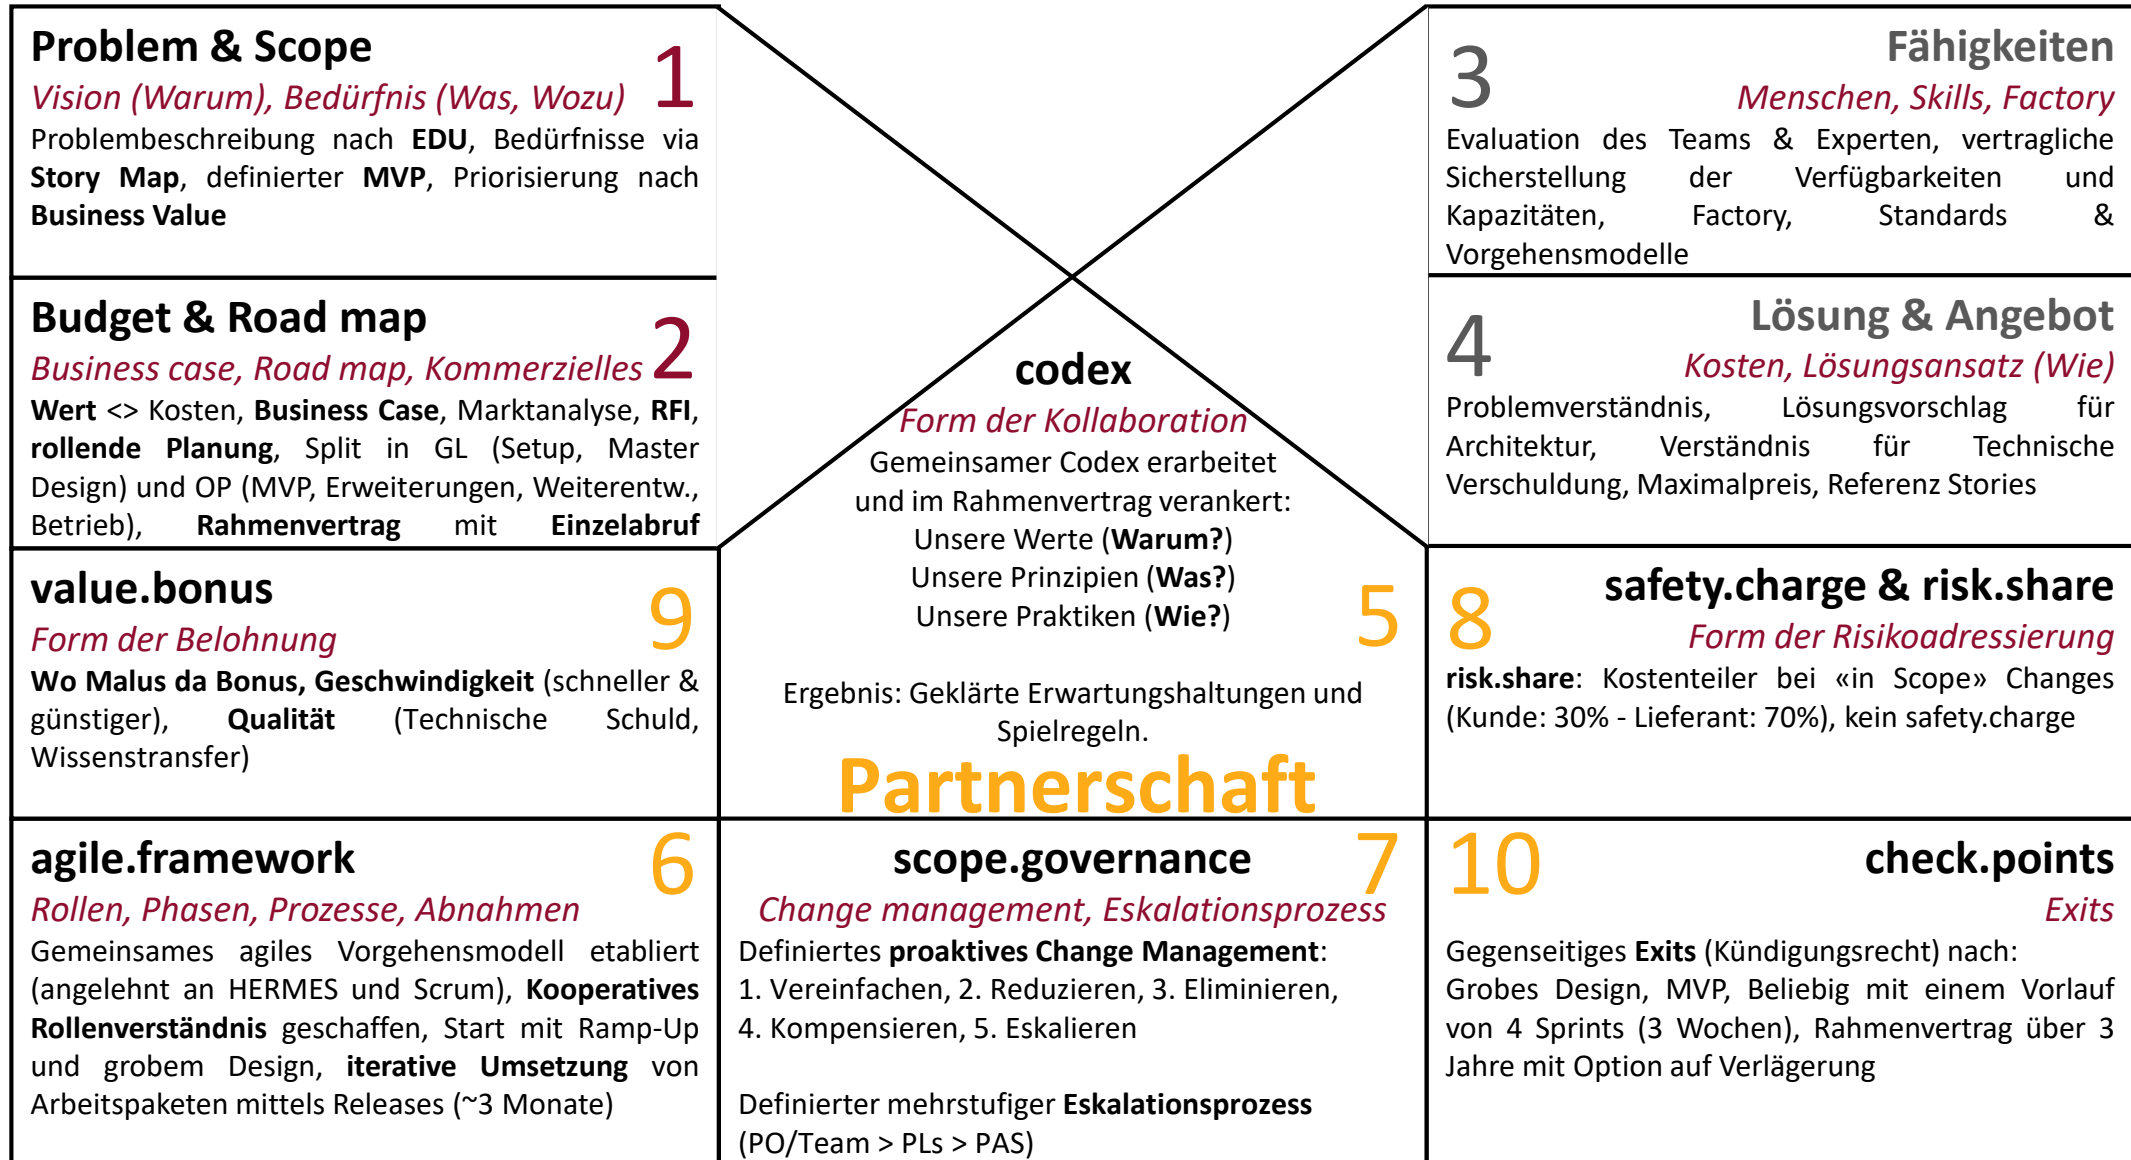 Problem & Scope
1
Vision (Warum), Bedürfnis (Was, Wozu)
Problembeschreibung nach EDU, Bedürfnisse via
Story Map, definierter MVP, Priorisierung nach
Business Value
Budget & Road map
2
Business case, Road map, Kommerzielles
Wert <> Kosten, Business Case, Marktanalyse, RFI,
rollende Planung, Split in GL (Setup, Master
Design) und OP (MVP, Erweiterungen, Weiterentw.,
Betrieb), Rahmenvertrag mit Einzelabruf
3
Fähigkeiten
Menschen, Skills, Factory
Evaluation des Teams & Experten, vertragliche
Sicherstellung der Verfügbarkeiten und
Kapazitäten, Factory, Standards &
Vorgehensmodelle
4
Lösung & Angebot
Kosten, Lösungsansatz (Wie)
Problemverständnis, Lösungsvorschlag für
Architektur, Verständnis für Technische
Verschuldung, Maximalpreis, Referenz Stories
codex
Form der Kollaboration
Gemeinsamer Codex erarbeitet
und im Rahmenvertrag verankert:
Unsere Werte (Warum?)
Unsere Prinzipien (Was?)
Unsere Praktiken (Wie?)
5
Ergebnis: Geklärte Erwartungshaltungen und
Spielregeln.
Partnerschaft
agile.framework
6
Rollen, Phasen, Prozesse, Abnahmen
Gemeinsames agiles Vorgehensmodell etabliert
(angelehnt an HERMES und Scrum), Kooperatives
Rollenverständnis geschaffen, Start mit Ramp-Up
und grobem Design, iterative Umsetzung von
Arbeitspaketen mittels Releases (~3 Monate)
scope.governance
7
Change management, Eskalationsprozess
Definiertes proaktives Change Management:
1. Vereinfachen, 2. Reduzieren, 3. Eliminieren,
4. Kompensieren, 5. Eskalieren
Definierter mehrstufiger Eskalationsprozess
(PO/Team > PLs > PAS)
8
safety.charge & risk.share
Form der Risikoadressierung
risk.share: Kostenteiler bei «in Scope» Changes
(Kunde: 30% - Lieferant: 70%), kein safety.charge
value.bonus
9
Form der Belohnung
Wo Malus da Bonus, Geschwindigkeit (schneller &
günstiger), Qualität (Technische Schuld,
Wissenstransfer)
10
check.points
Exits
Gegenseitiges Exits (Kündigungsrecht) nach:
Grobes Design, MVP, Beliebig mit einem Vorlauf
von 4 Sprints (3 Wochen), Rahmenvertrag über 3
Jahre mit Option auf Verlägerung